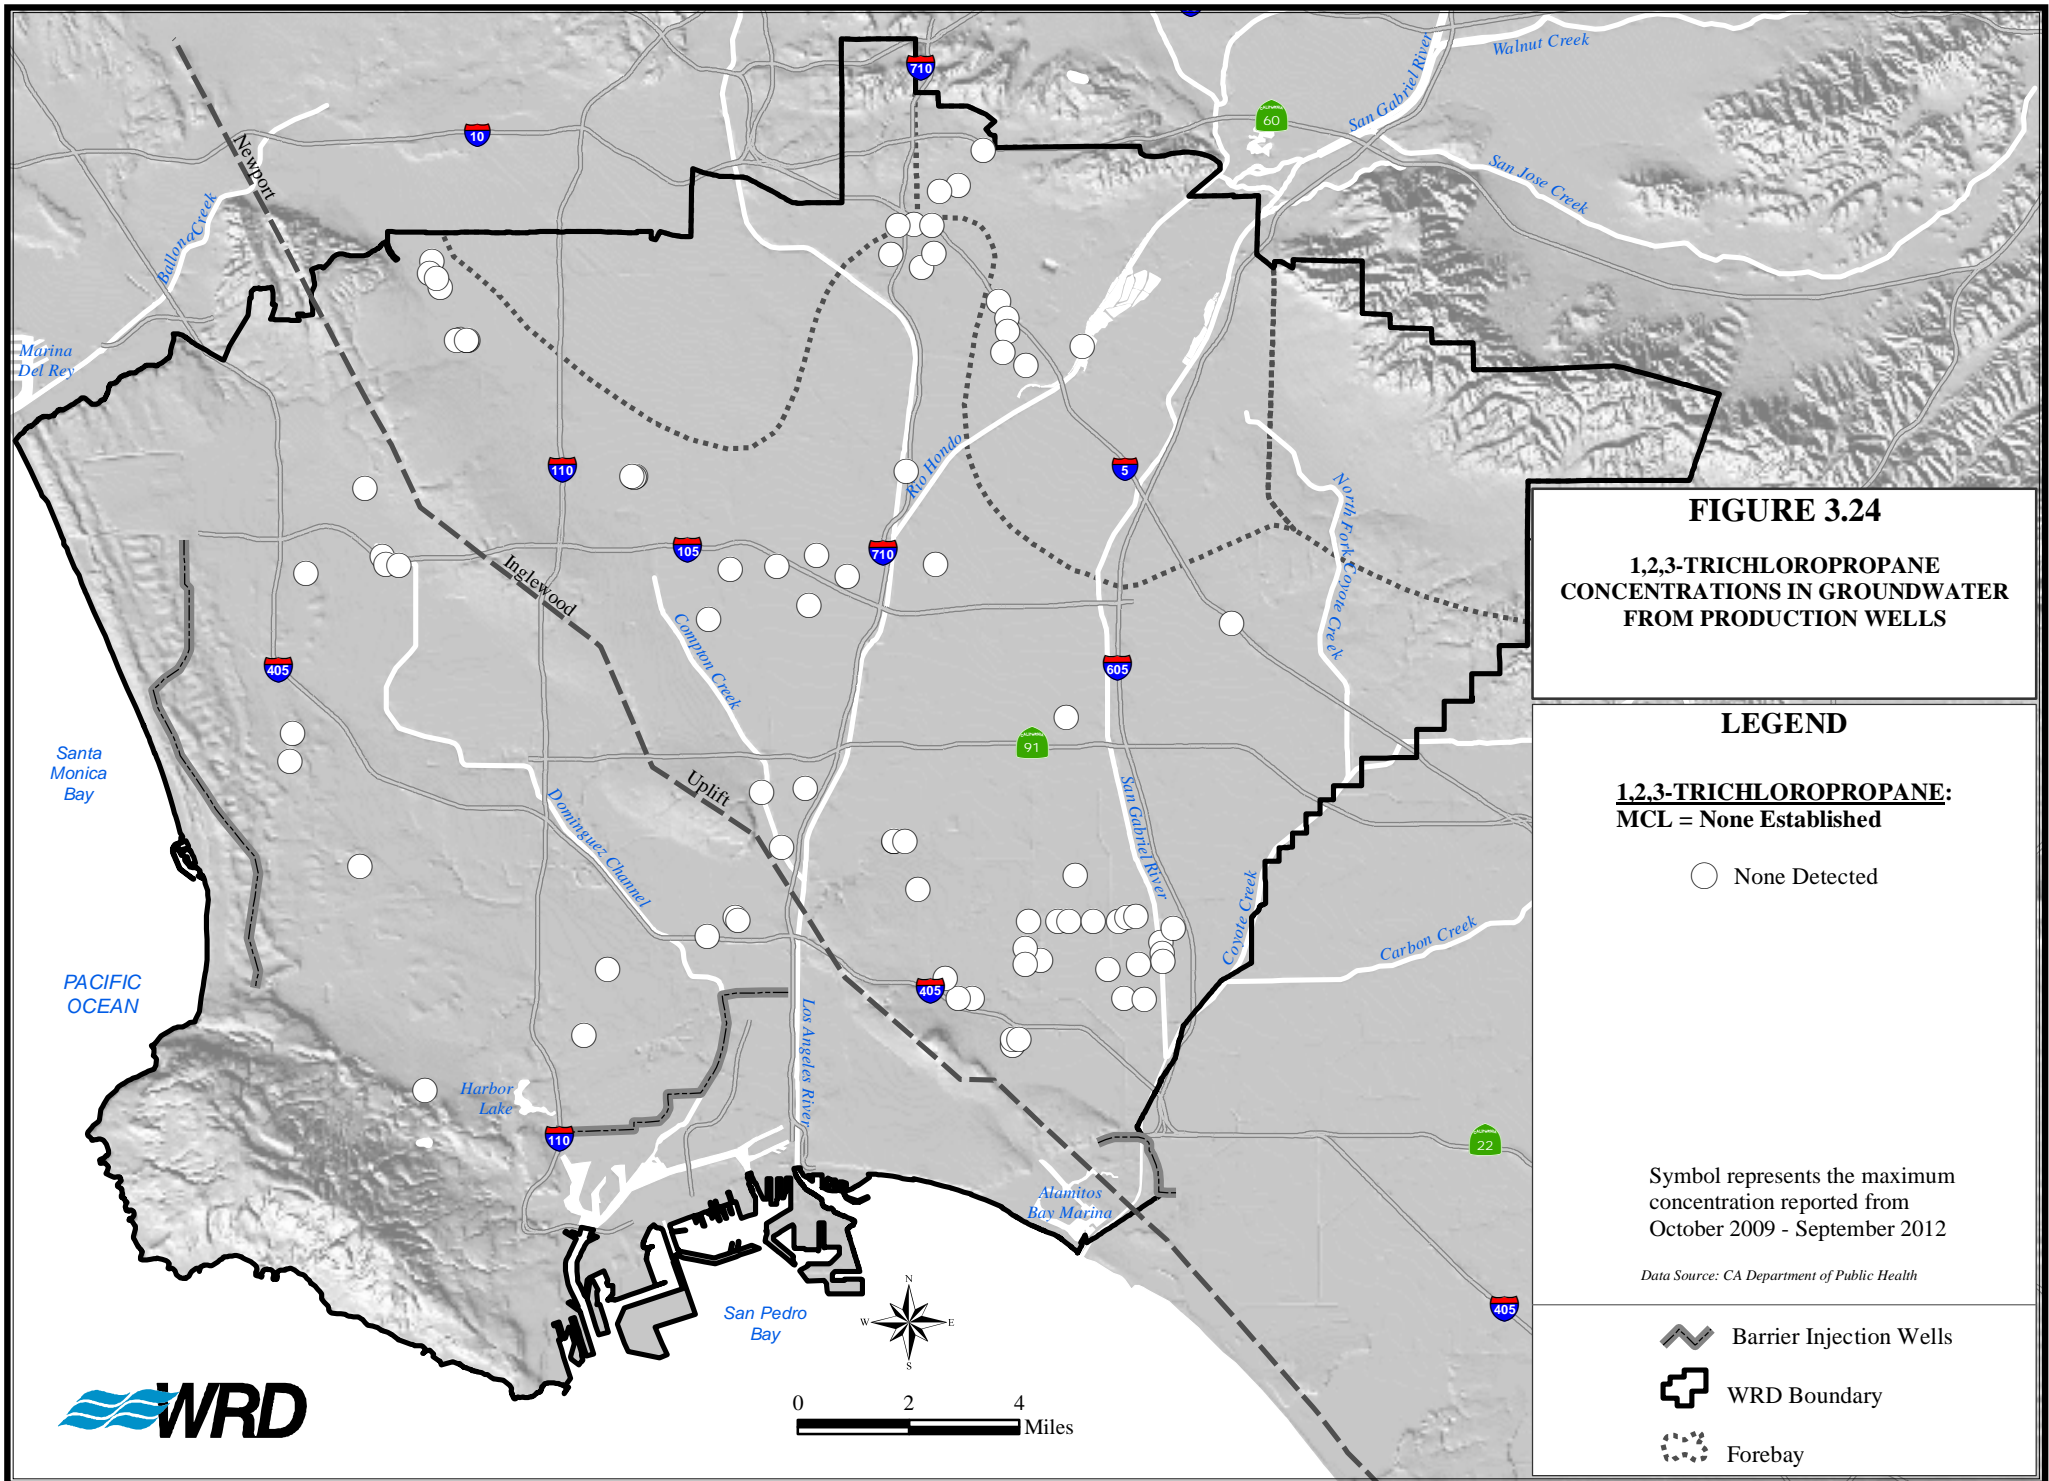 710
Walnut Creek
San Gabriel River
CALIFORNIA
60
10
Newport
San Jose Creek
Ballona Creek
Marina
Del Rey
110
Rio Hondo
5
North Fork Coyote Creek
FIGURE 3.24
1,2,3-TRICHLOROPROPANE
CONCENTRATIONS IN GROUNDWATER
FROM PRODUCTION WELLS
105
710
Inglewood
Compton Creek
405
605
LEGEND
1,2,3-TRICHLOROPROPANE:
MCL = None Established
None Detected
Santa
Monica
Bay
CALIFORNIA
91
Uplift
Dominguez Channel
San Gabriel River
Coyote Creek
Carbon Creek
PACIFIC
OCEAN
405
Los Angeles River
Harbor
Lake
110
CALIFORNIA
22
Alamitos
Bay Marina
Symbol represents the maximum
concentration reported from
October 2009 - September 2012
Data Source: CA Department of Public Health
405
San Pedro
Bay
N
W
E
S
Barrier Injection Wells
WRD Boundary
Forebay
WRD
0 2 4
Miles